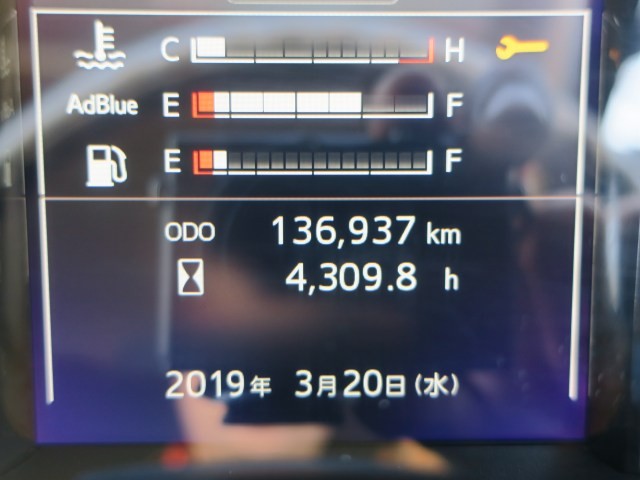 C H
AdBlue E F
E F
ODO 136,937 km
4,309.8 h
2019年 3月20日(水)